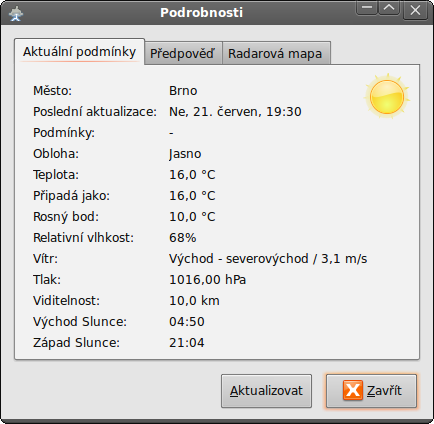 Podrobnosti
Aktuální podmínky Předpověď Radarová mapa
Město: Brno
Poslední aktualizace: Ne, 21. červen, 19:30
Podmínky: -
Obloha: Jasno
Teplota: 16,0 °C
Připadá jako: 16,0 °C
Rosný bod: 10,0 °C
Relativní vlhkost: 68%
Vítr: Východ - severovýchod / 3,1 m/s
Tlak: 1016,00 hPa
Viditelnost: 10,0 km
Východ Slunce: 04:50
Západ Slunce: 21:04
Aktualizovat Zavřít